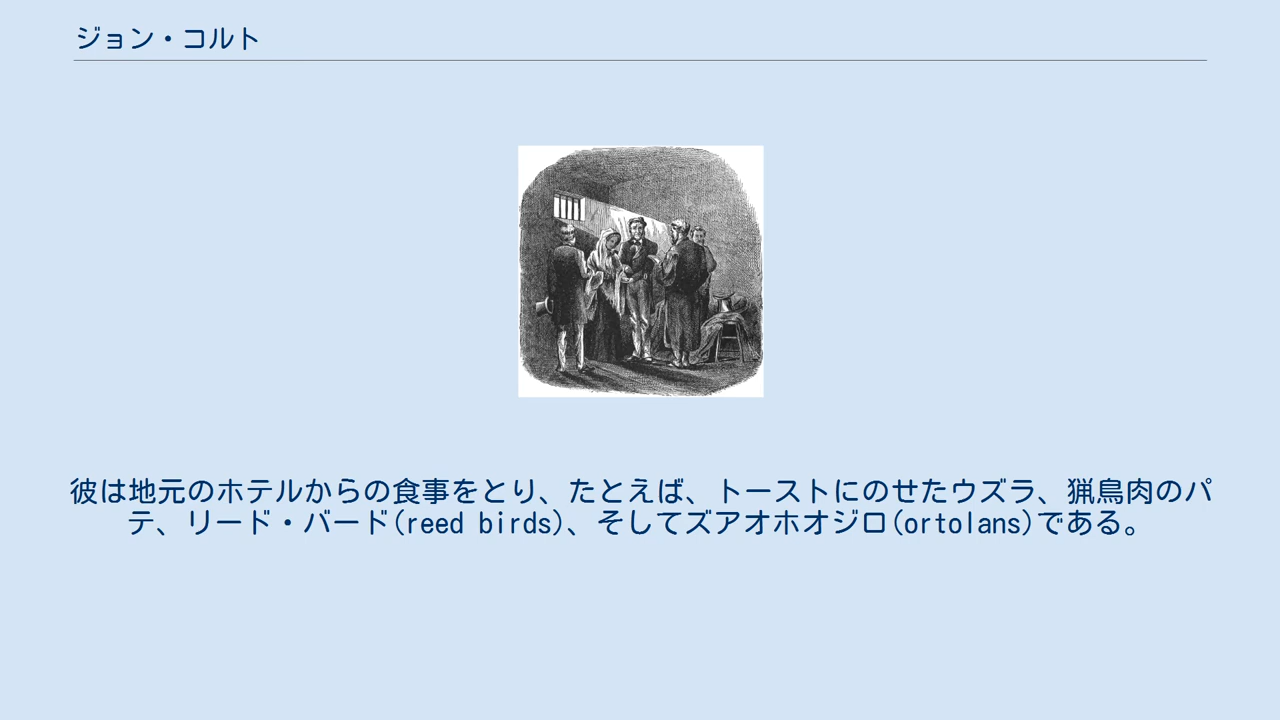 ジョン・コルト
彼は地元のホテルからの食事をとり、たとえば、トーストにのせたウズラ、猟鳥肉のパ
テ、リード・バード(reed birds)、そしてズアオホオジロ(ortolans)である。